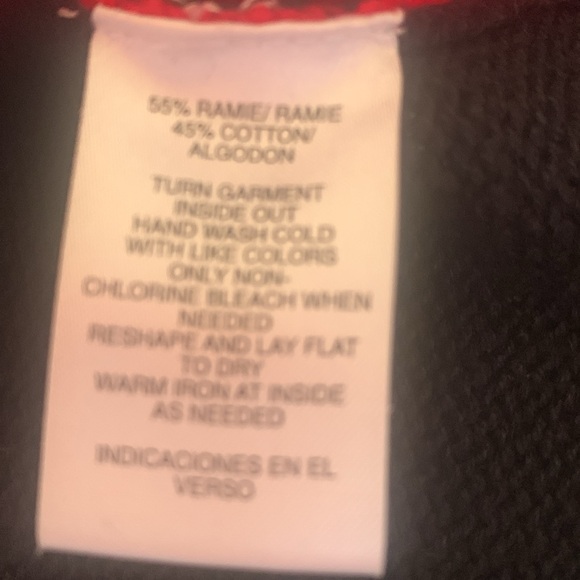 55% RAMIE/ RAMIE
45% COTTON/
ALGODON
TURN GARMENT
INSIDE OUT
HAND WASH COLD
WITH LIKE COLORS
ONLY NON-
CHLORINE BLEACH WHEN
NEEDED
RESHAPE AND LAY FLAT
TO DRY
WARM IRON AT INSIDE
AS NEEDED
INDICACIONES EN EL
VERSO